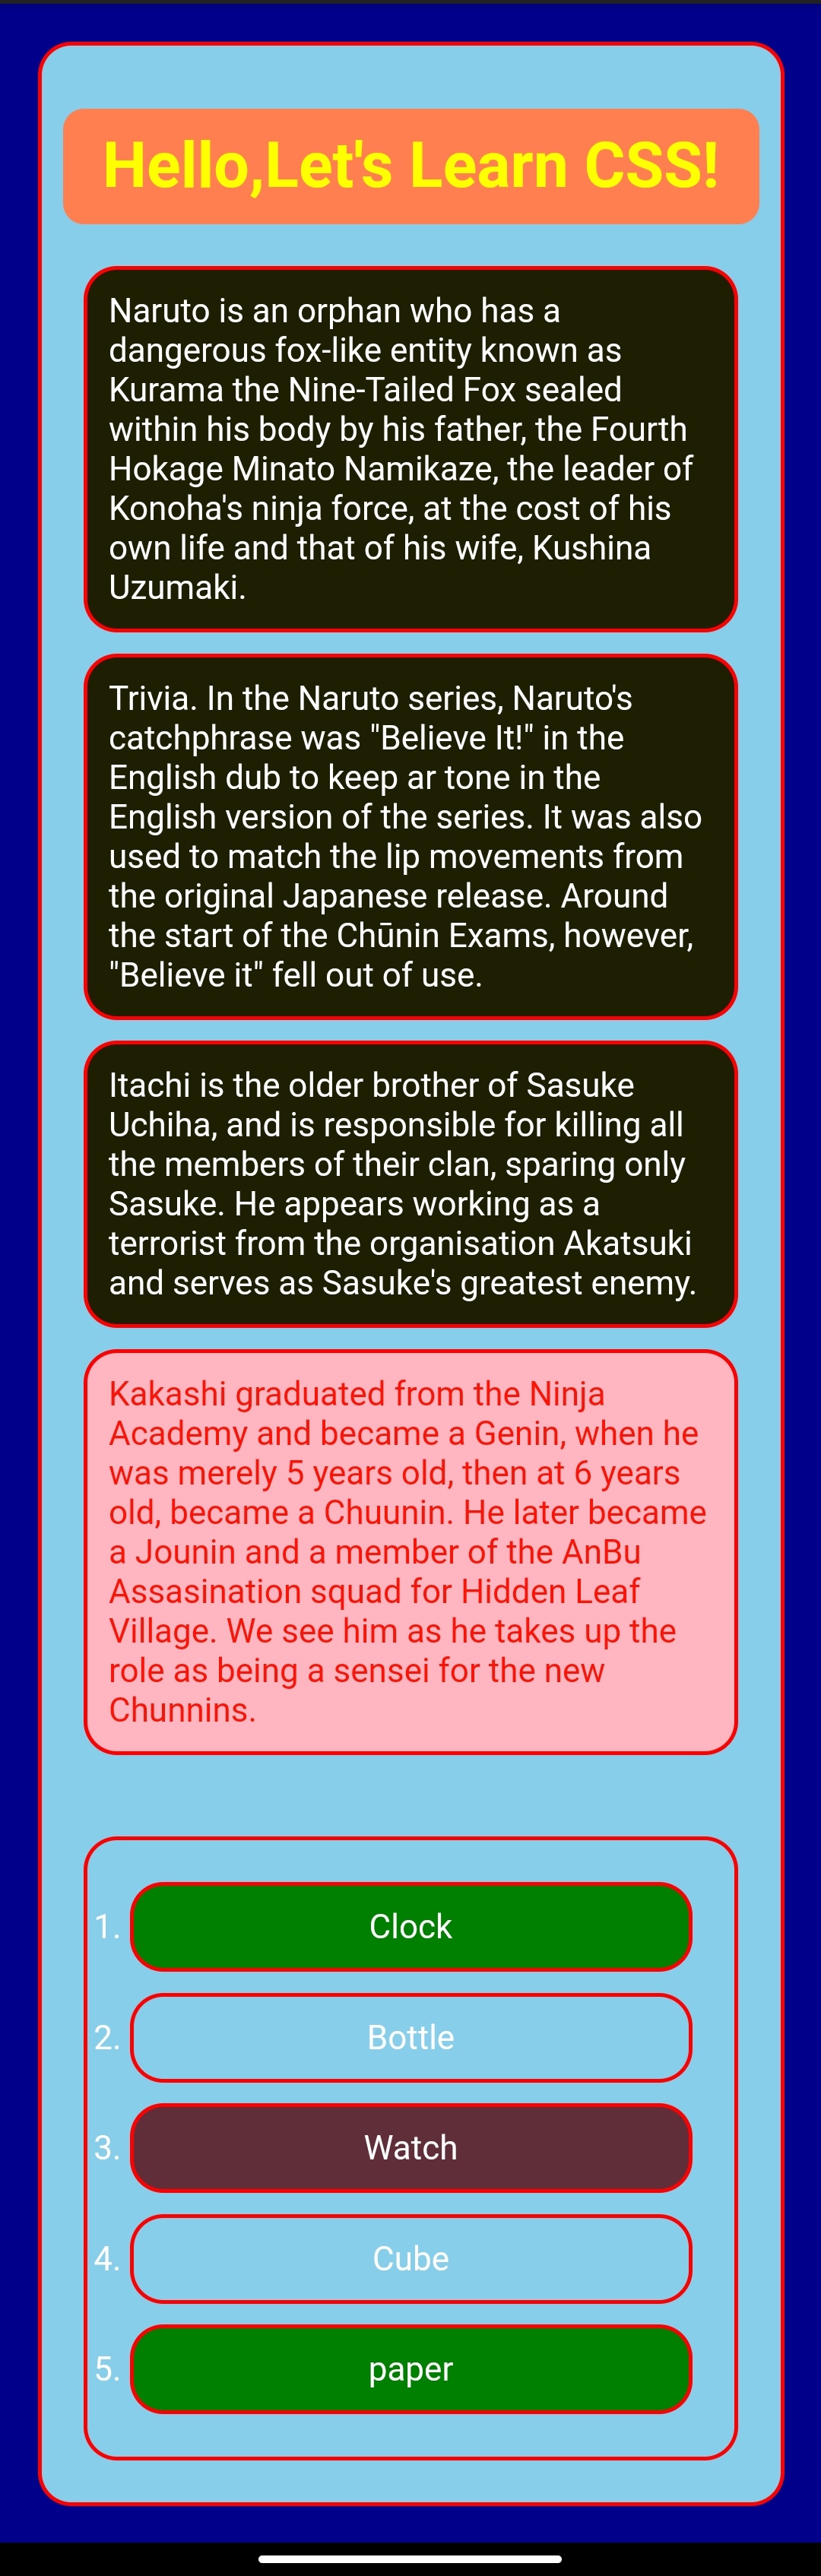 Hello,Let's Learn CSS!
Naruto is an orphan who has a
dangerous fox-like entity known as
Kurama the Nine-Tailed Fox sealed
within his body by his father, the Fourth
Hokage Minato Namikaze, the leader of
Konoha's ninja force, at the cost of his
own life and that of his wife, Kushina
Uzumaki.
Trivia. In the Naruto series, Naruto's
catchphrase was "Believe It!" in the
English dub to keep ar tone in the
English version of the series. It was also
used to match the lip movements from
the original Japanese release. Around
the start of the Chūnin Exams, however,
"Believe it" fell out of use.
Itachi is the older brother of Sasuke
Uchiha, and is responsible for killing all
the members of their clan, sparing only
Sasuke. He appears working as a
terrorist from the organisation Akatsuki
and serves as Sasuke's greatest enemy.
Kakashi graduated from the Ninja
Academy and became a Genin, when he
was merely 5 years old, then at 6 years
old, became a Chuunin. He later became
a Jounin and a member of the AnBu
Assasination squad for Hidden Leaf
Village. We see him as he takes up the
role as being a sensei for the new
Chunnins.
1. Clock
2. Bottle
3. Watch
4. Cube
5. paper